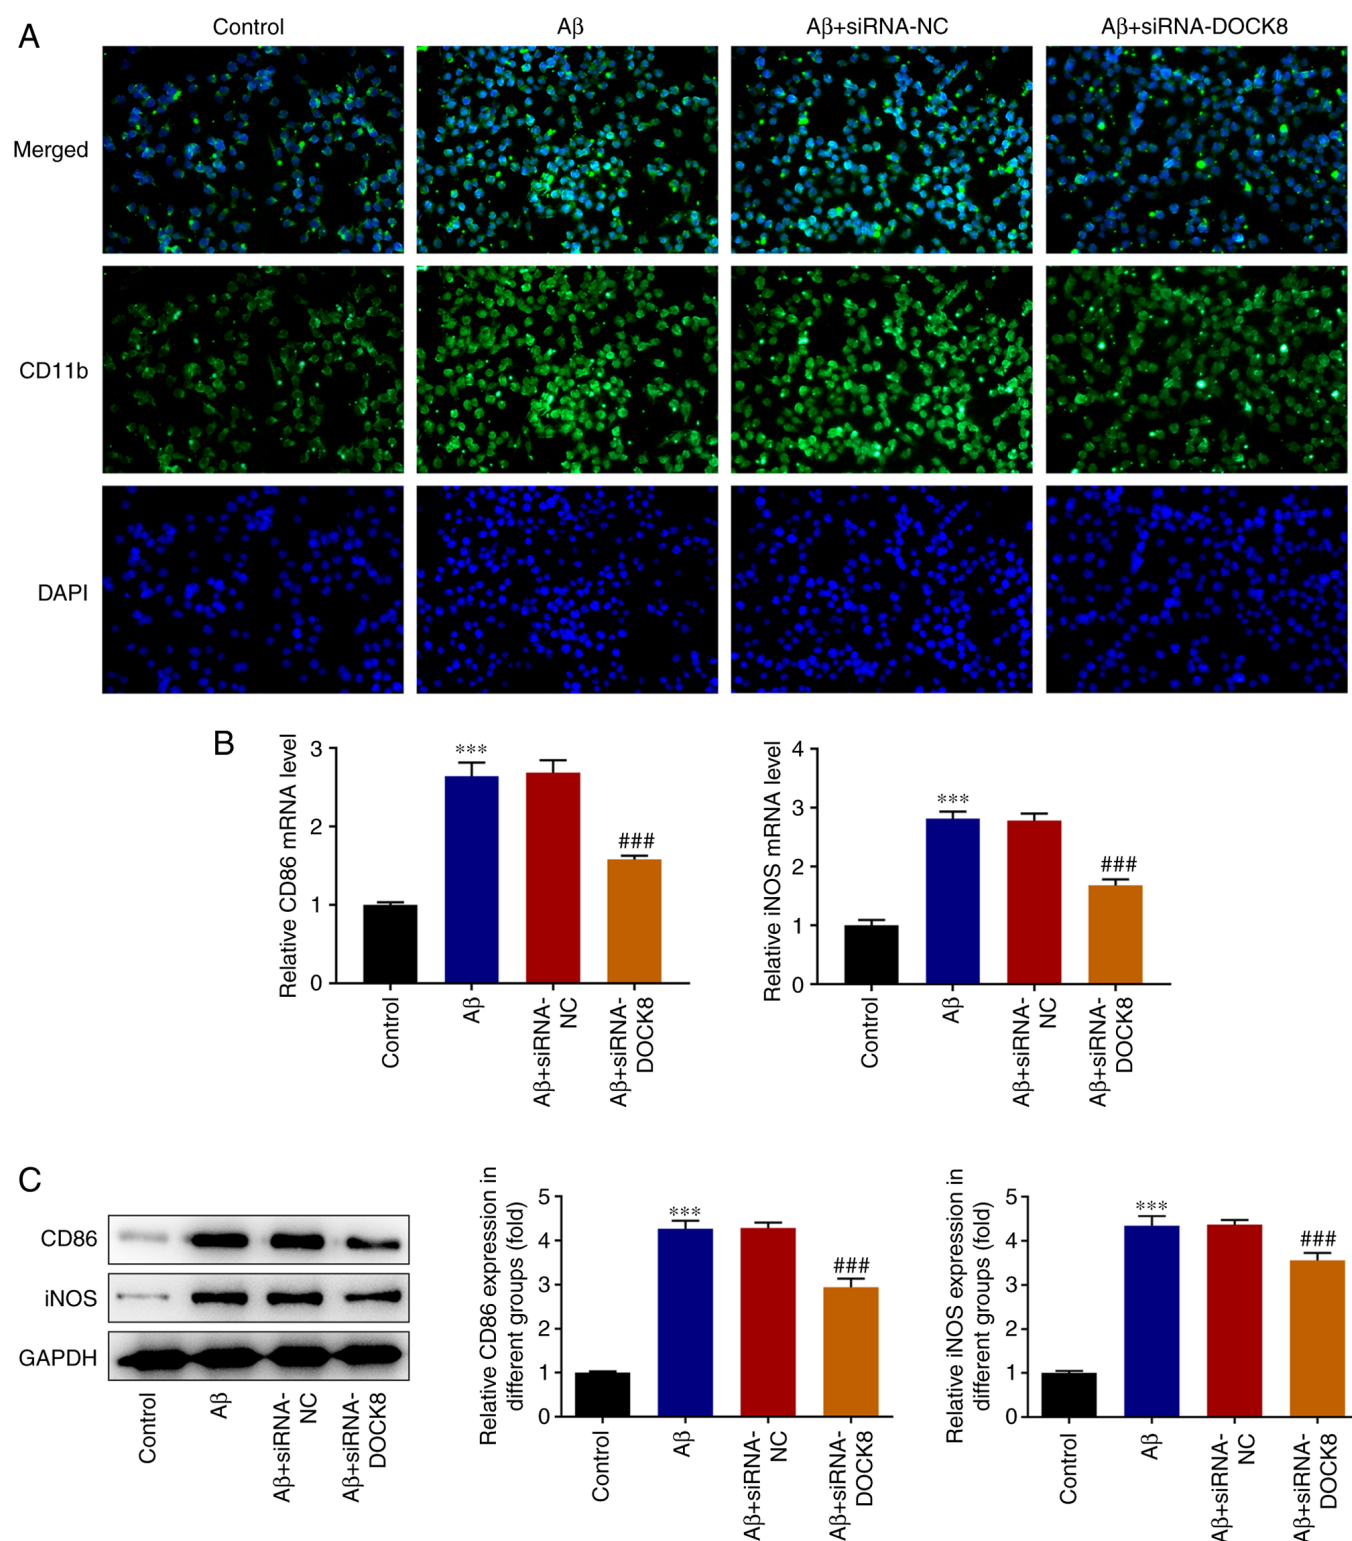 A
Control
Aβ
Aβ+siRNA-NC
Aβ+siRNA-DOCK8
Merged
CD11b
DAPI
B
Relative CD86 mRNA level
3
2
1
0
***
###
Control
Aβ
Aβ+siRNA-
NC
Aβ+siRNA-
DOCK8
Relative iNOS mRNA level
4
3
2
1
0
***
###
Control
Aβ
Aβ+siRNA-
NC
Aβ+siRNA-
DOCK8
C
CD86
iNOS
GAPDH
Control
Aβ
Aβ+siRNA-
NC
Aβ+siRNA-
DOCK8
Relative CD86 expression in
different groups (fold)
5
4
3
2
1
0
***
###
Control
Aβ
Aβ+siRNA-
NC
Aβ+siRNA-
DOCK8
Relative iNOS expression in
different groups (fold)
5
4
3
2
1
0
***
###
Control
Aβ
Aβ+siRNA-
NC
Aβ+siRNA-
DOCK8